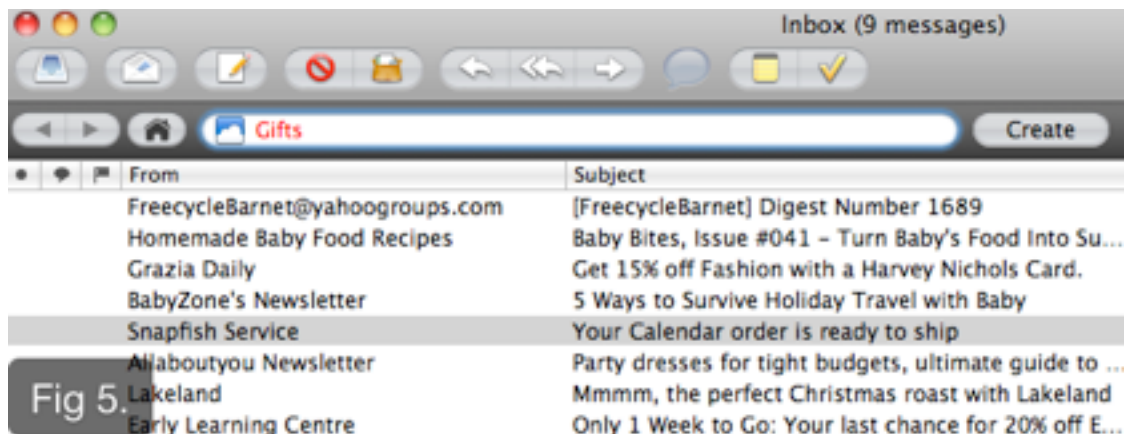 Inbox (9 messages)
Gifts Create
From Subject
FreecycleBarnet@yahoogroups.com [FreecycleBarnet] Digest Number 1689
Homemade Baby Food Recipes Baby Bites, Issue #041 – Turn Baby's Food Into Su...
Grazia Daily Get 15% off Fashion with a Harvey Nichols Card.
BabyZone's Newsletter 5 Ways to Survive Holiday Travel with Baby
Snapfish Service Your Calendar order is ready to ship
Allaboutyou Newsletter Party dresses for tight budgets, ultimate guide to ...
Lakeland Mmmm, the perfect Christmas roast with Lakeland
Early Learning Centre Only 1 Week to Go: Your last chance for 20% off E...
Fig 5.